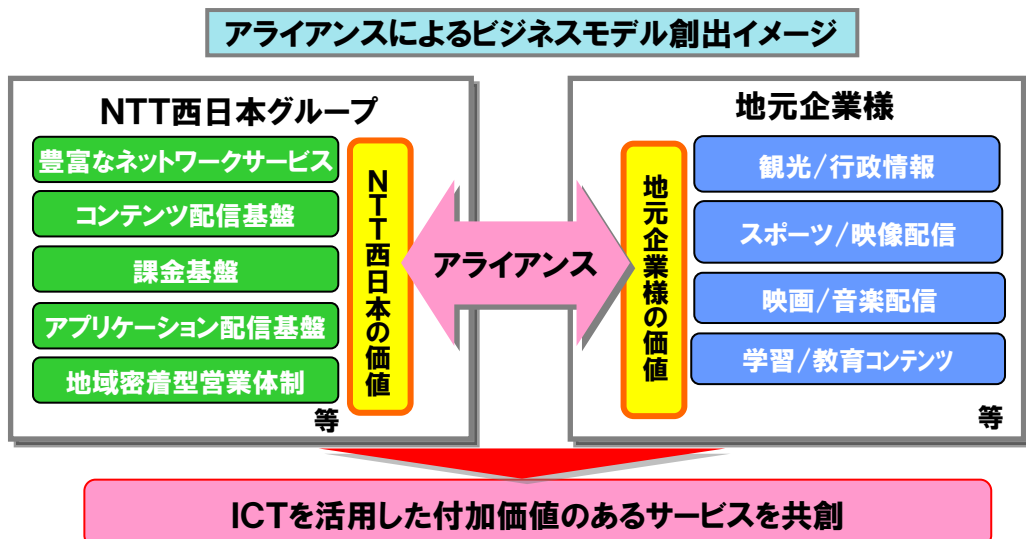 アライアンスによるビジネスモデル創出イメージ
NTT西日本グループ
豊富なネットワークサービス
コンテンツ配信基盤
課金基盤
アプリケーション配信基盤
地域密着型営業体制
等
NTT西日本の価値
アライアンス
地元企業様
地元企業様の価値
観光/行政情報
スポーツ/映像配信
映画/音楽配信
学習/教育コンテンツ
等
ICTを活用した付加価値のあるサービスを共創